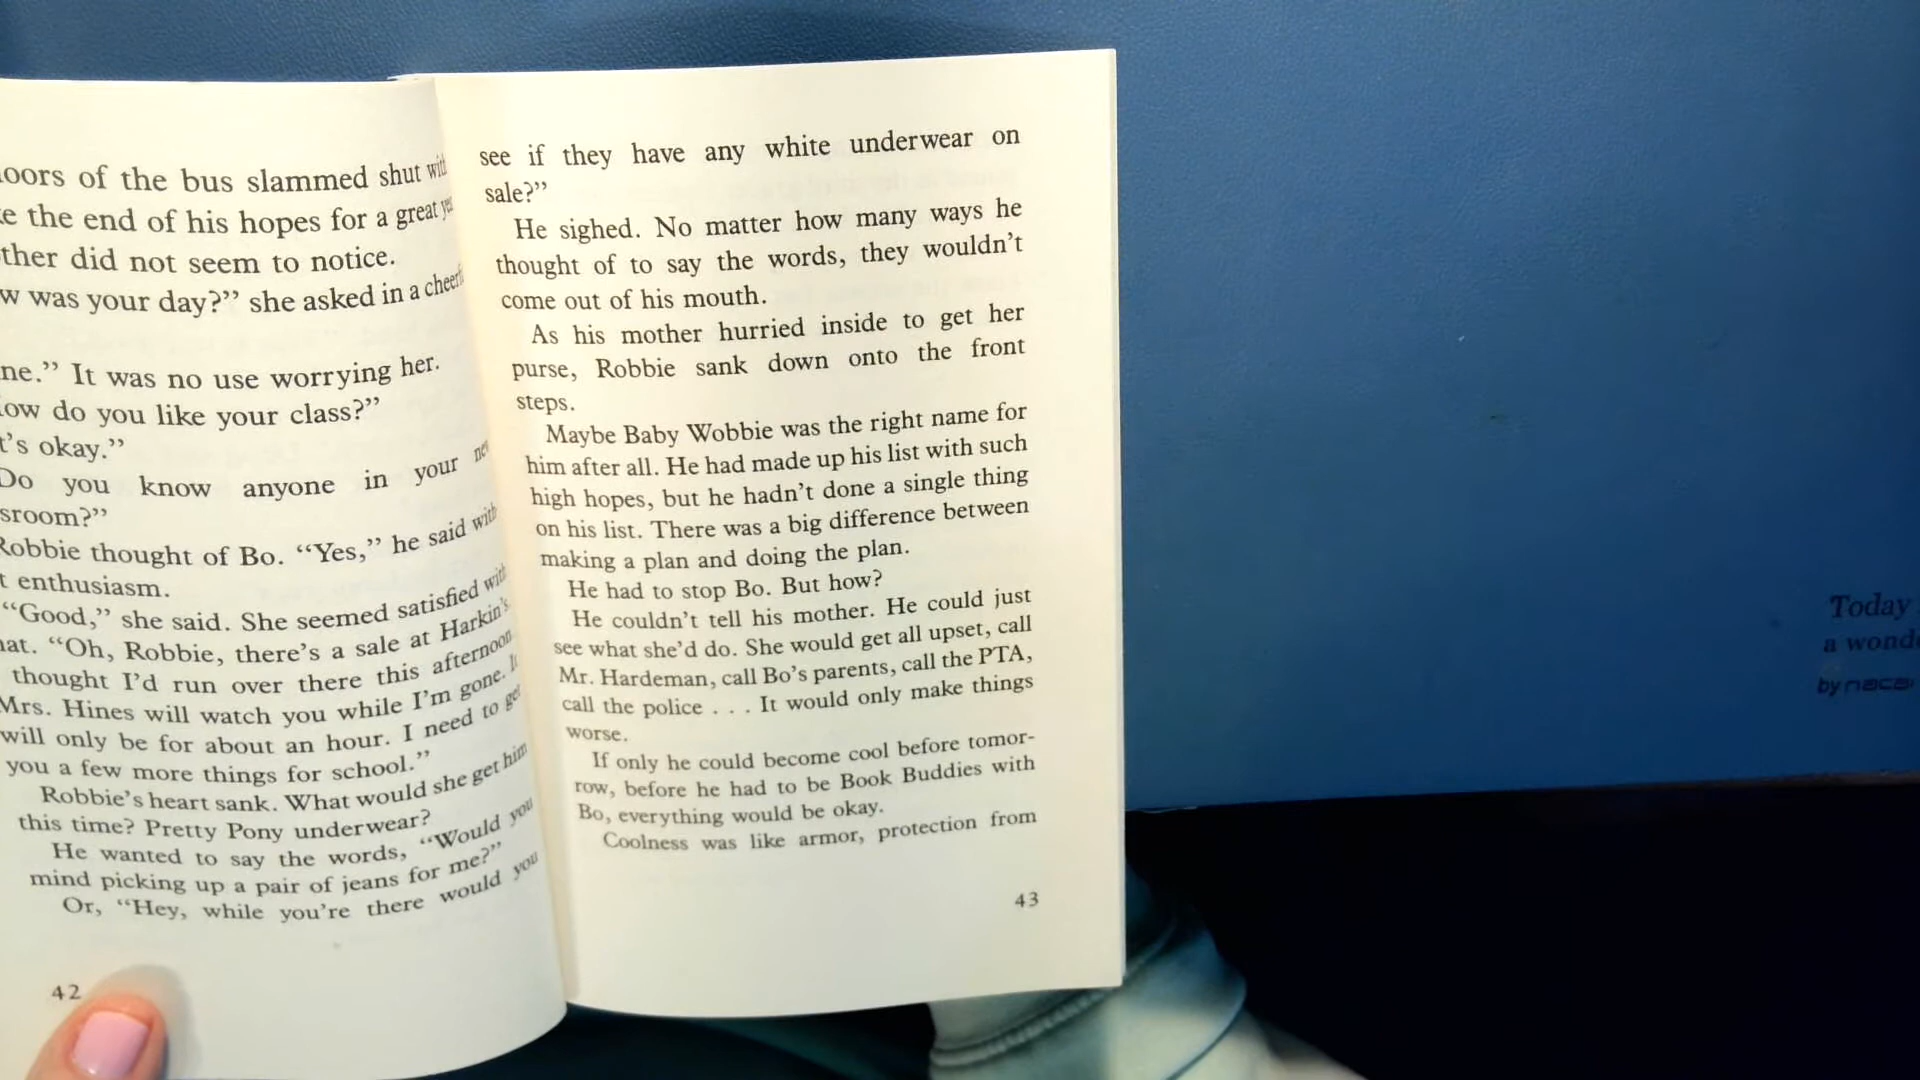 of the bus slammed shut
the end of his hopes for a great
did not seem to notice.
was your day?” she asked in a
It was no use worrying her.
do you like your class?”
okay.”
Do you know anyone in your
Robbie thought of Bo. “Yes,” he said with
enthusiasm.
“Good,” she said. She seemed satisfied with
“Oh, Robbie, there’s a sale at Harkin’s.
thought I’d run over there this afternoon.
Mrs. Hines will watch you while I’m gone. It
will only be for about an hour. I need to get
you a few more things for school.”
Robbie’s heart sank. What would she get him
this time? Pretty Pony underwear?
He wanted to say the words, “Would you
mind picking up a pair of jeans for me?”
Or, “Hey, while you’re there would you
42
see if they have any white underwear on
sale?”
He sighed. No matter how many ways he
thought of to say the words, they wouldn’t
come out of his mouth.
As his mother hurried inside to get her
purse, Robbie sank down onto the front
steps.
Maybe Baby Wobbie was the right name for
him after all. He had made up his list with such
high hopes, but he hadn’t done a single thing
on his list. There was a big difference between
making a plan and doing the plan.
He had to stop Bo. But how?
He couldn’t tell his mother. He could just
see what she’d do. She would get all upset, call
Mr. Hardeman, call Bo’s parents, call the PTA,
call the police . . . It would only make things
worse.
If only he could become cool before tomor-
row, before he had to be Book Buddies with
Bo, everything would be okay.
Coolness was like armor, protection from
43
Today
a
by